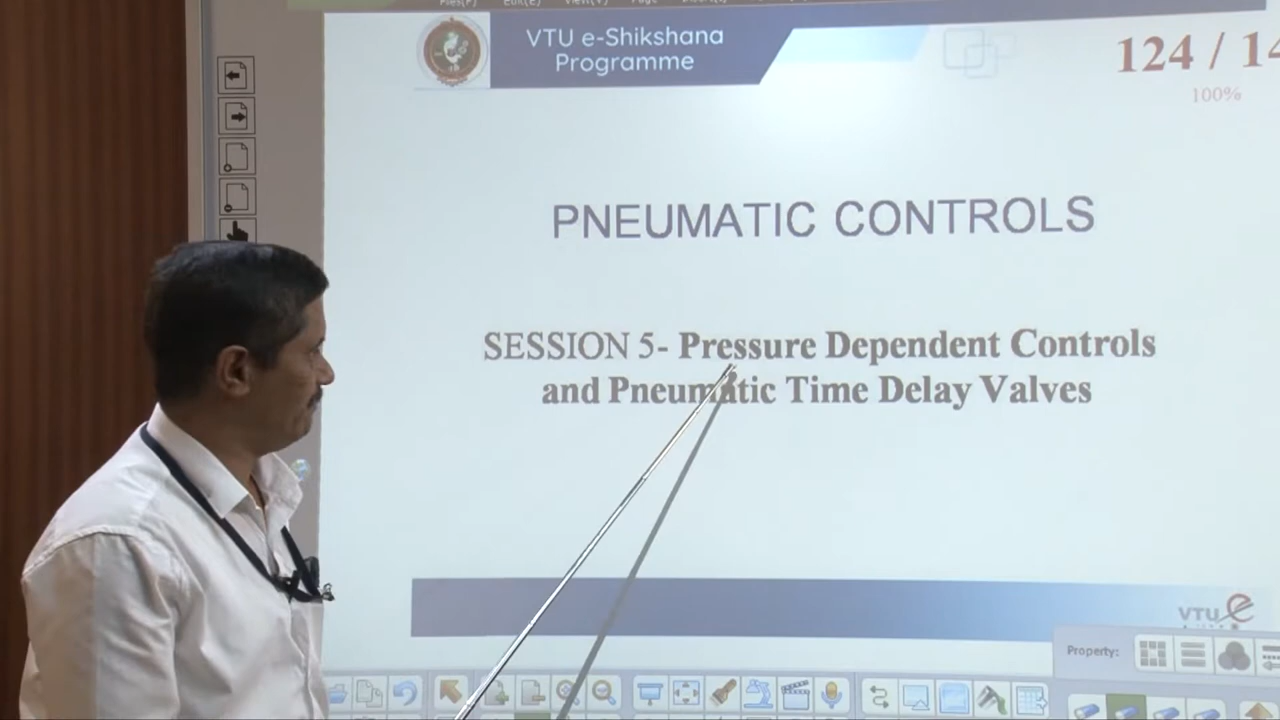 VTU e-Shikshana
Programme
124 / 14
100%
PNEUMATIC CONTROLS
SESSION 5- Pressure Dependent Controls
and Pneumatic Time Delay Valves
VTU e
Property: